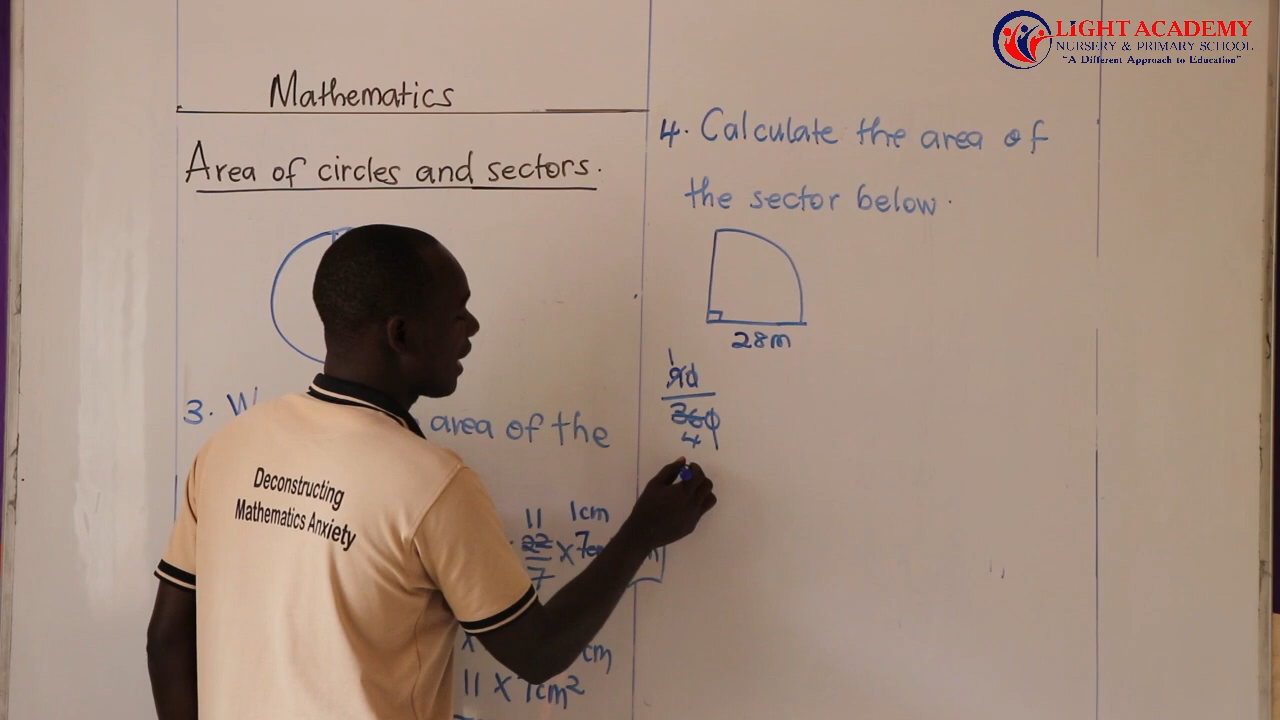 LIGHT ACADEMY
NURSERY & PRIMARY SCHOOL
"A Different Approach to Education"
Mathematics
Area of circles and sectors.
3. W
area of the
11 1cm
22 × 7cm
7
cm
11 × 7cm²
4. Calculate the area of
the sector below.
28m
1
90
360
4
Deconstructing
Mathematics Anxiety